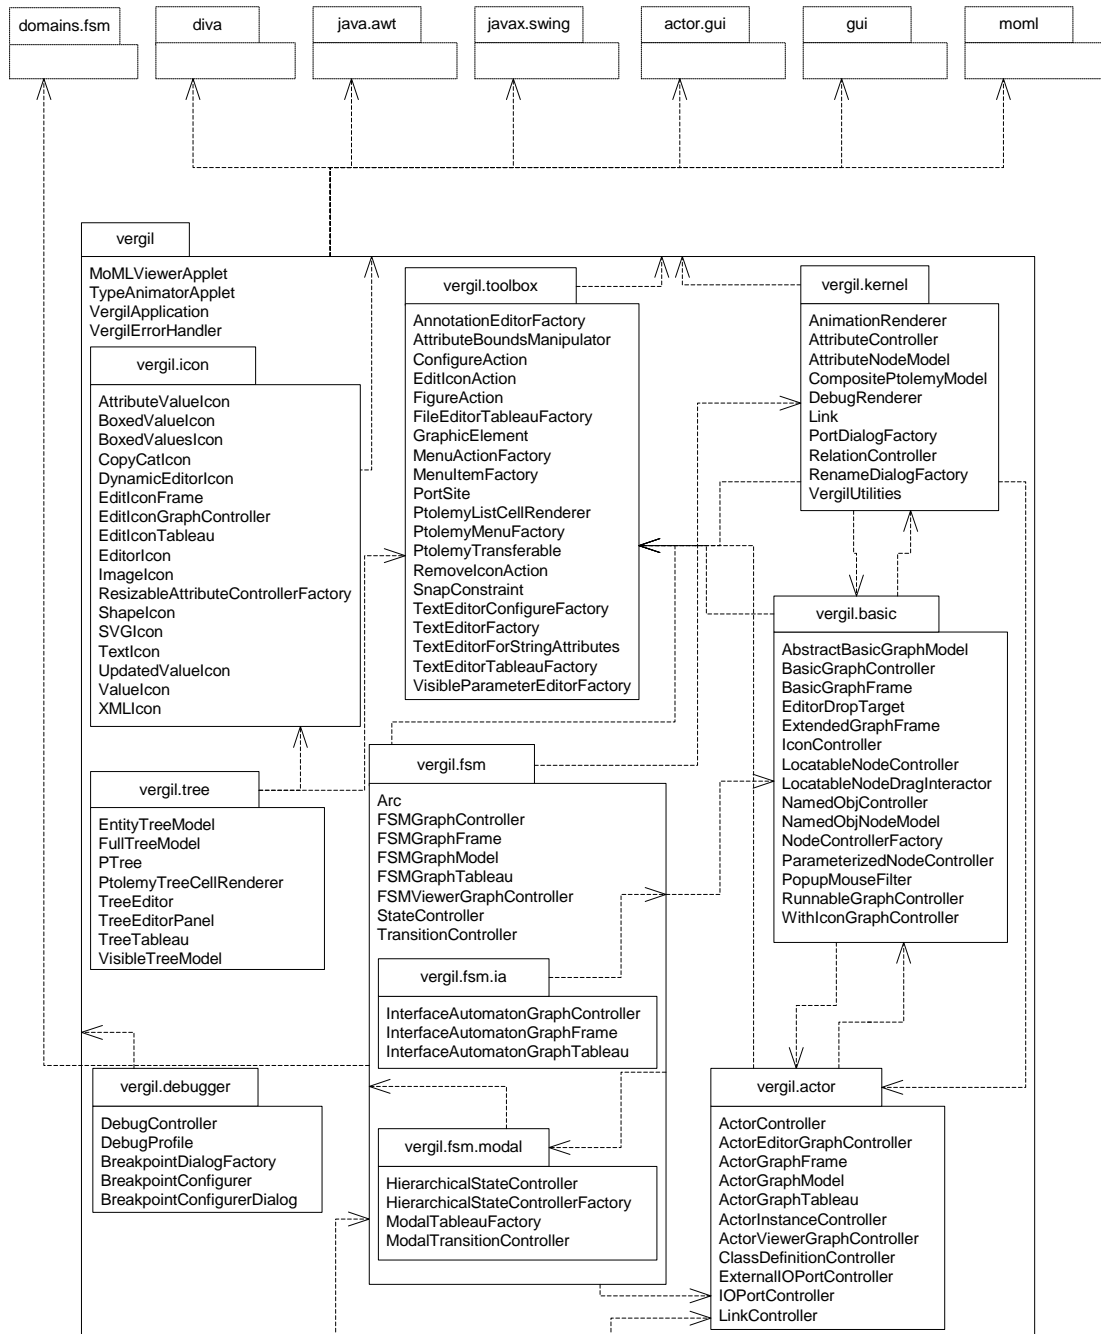 domains.fsm
diva
java.awt
javax.swing
actor.gui
gui
moml
vergil
MoMLViewerApplet
TypeAnimatorApplet
VergilApplication
VergilErrorHandler
vergil.icon
AttributeValueIcon
BoxedValueIcon
BoxedValuesIcon
CopyCatIcon
DynamicEditorIcon
EditIconFrame
EditIconGraphController
EditIconTableau
EditorIcon
ImageIcon
ResizableAttributeControllerFactory
ShapeIcon
SVGIcon
TextIcon
UpdatedValueIcon
ValueIcon
XMLIcon
vergil.toolbox
AnnotationEditorFactory
AttributeBoundsManipulator
ConfigureAction
EditIconAction
FigureAction
FileEditorTableauFactory
GraphicElement
MenuActionFactory
MenuItemFactory
PortSite
PtolemyListCellRenderer
PtolemyMenuFactory
PtolemyTransferable
RemoveIconAction
SnapConstraint
TextEditorConfigureFactory
TextEditorFactory
TextEditorForStringAttributes
TextEditorTableauFactory
VisibleParameterEditorFactory
vergil.kernel
AnimationRenderer
AttributeController
AttributeNodeModel
CompositePtolemyModel
DebugRenderer
Link
PortDialogFactory
RelationController
RenameDialogFactory
VergilUtilities
vergil.basic
AbstractBasicGraphModel
BasicGraphController
BasicGraphFrame
EditorDropTarget
ExtendedGraphFrame
IconController
LocatableNodeController
LocatableNodeDragInteractor
NamedObjController
NamedObjNodeModel
NodeControllerFactory
ParameterizedNodeController
PopupMouseFilter
RunnableGraphController
WithIconGraphController
vergil.tree
EntityTreeModel
FullTreeModel
PTree
PtolemyTreeCellRenderer
TreeEditor
TreeEditorPanel
TreeTableau
VisibleTreeModel
vergil.fsm
Arc
FSMGraphController
FSMGraphFrame
FSMGraphModel
FSMGraphTableau
FSMViewerGraphController
StateController
TransitionController
vergil.fsm.ia
InterfaceAutomatonGraphController
InterfaceAutomatonGraphFrame
InterfaceAutomatonGraphTableau
vergil.debugger
DebugController
DebugProfile
BreakpointDialogFactory
BreakpointConfigurer
BreakpointConfigurerDialog
vergil.fsm.modal
HierarchicalStateController
HierarchicalStateControllerFactory
ModalTableauFactory
ModalTransitionController
vergil.actor
ActorController
ActorEditorGraphController
ActorGraphFrame
ActorGraphModel
ActorGraphTableau
ActorInstanceController
ActorViewerGraphController
ClassDefinitionController
ExternalIOPortController
IOPortController
LinkController